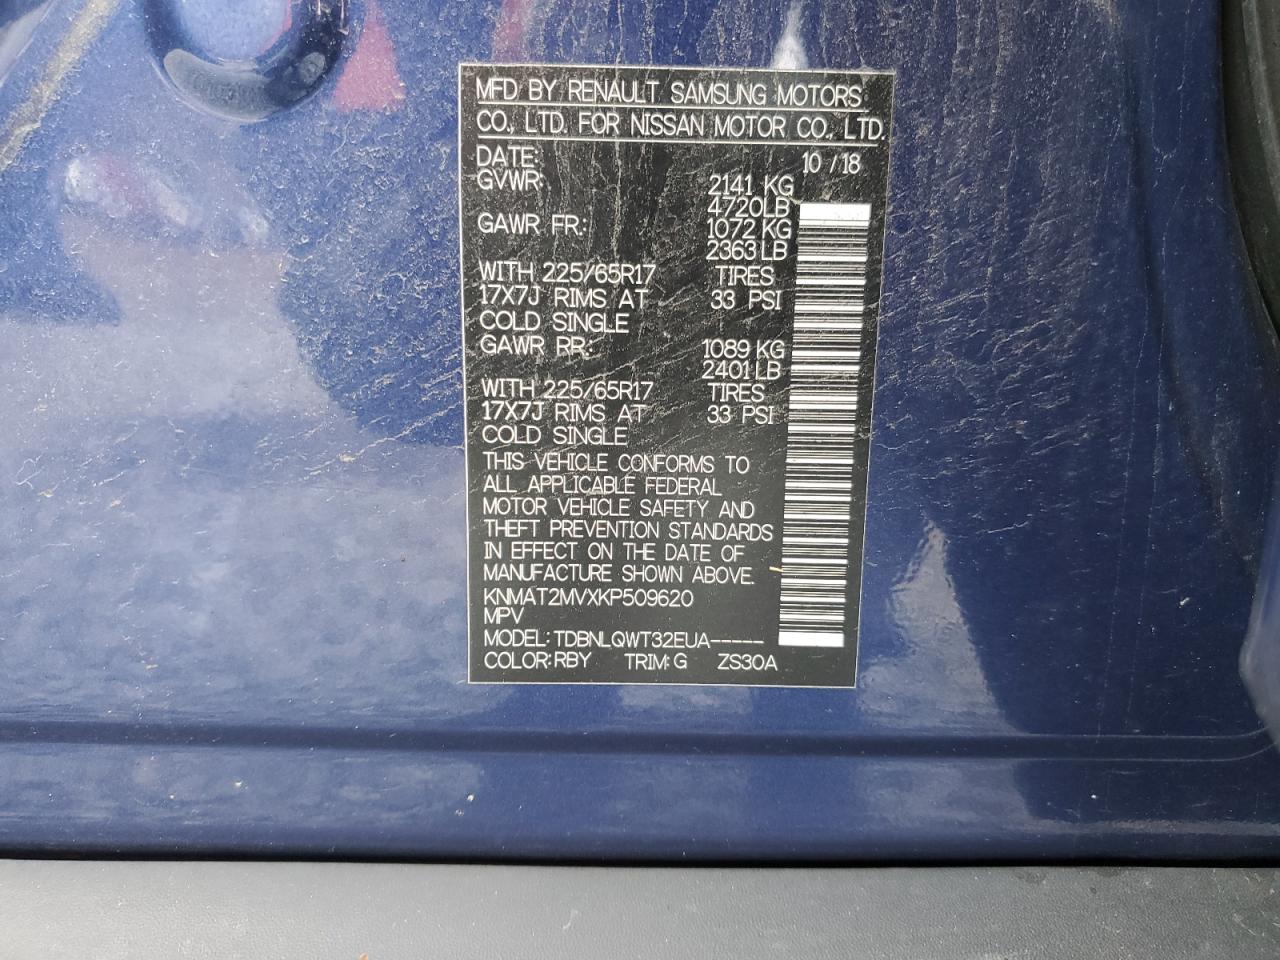 MFD BY RENAULT SAMSUNG MOTORS
CO., LTD. FOR NISSAN MOTOR CO., LTD.
DATE: 10 /18
GVWR: 2141 KG
4720LB
GAWR FR.: 1072 KG
2363 LB
WITH 225/65R17 TIRES
17X7J RIMS AT 33 PSI
COLD SINGLE
GAWR RR: 1089 KG
2401 LB
WITH 225/65R17 TIRES
17X7J RIMS AT 33 PSI
COLD SINGLE
THIS VEHICLE CONFORMS TO
ALL APPLICABLE FEDERAL
MOTOR VEHICLE SAFETY AND
THEFT PREVENTION STANDARDS
IN EFFECT ON THE DATE OF
MANUFACTURE SHOWN ABOVE.
KNMAT2MVXKP509620
MPV
MODEL: TDBNLQWT32EUA-----
COLOR: RBY TRIM: G ZS30A